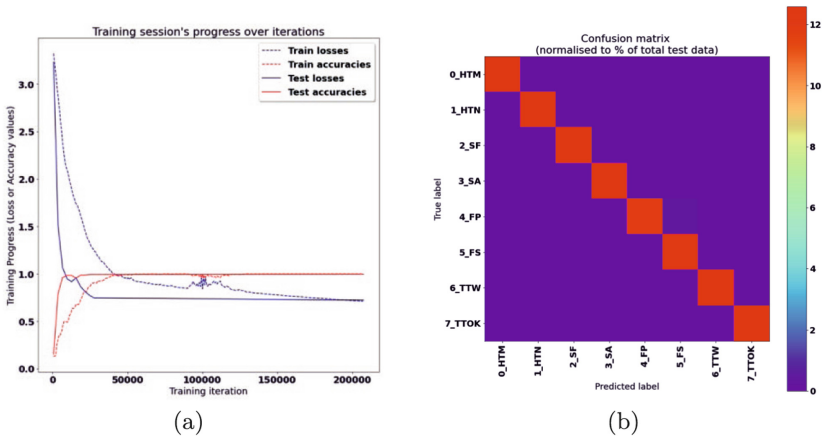 Training session's progress over iterations
Training Progress (Loss or Accuracy values)
3.0
2.5
2.0
1.5
1.0
0.5
0.0
Train losses
Train accuracies
Test losses
Test accuracies
0
50000
100000
150000
200000
Training iteration
(a)
Confusion matrix
(normalised to % of total test data)
True label
0_HTM
1_HTN
2_SF
3_SA
4_FP
5_FS
6_TTW
7_TTOK
0_HTM
1_HTN
2_SF
3_SA
4_FP
5_FS
6_TTW
7_TTOK
Predicted label
12
10
8
6
4
2
0
(b)